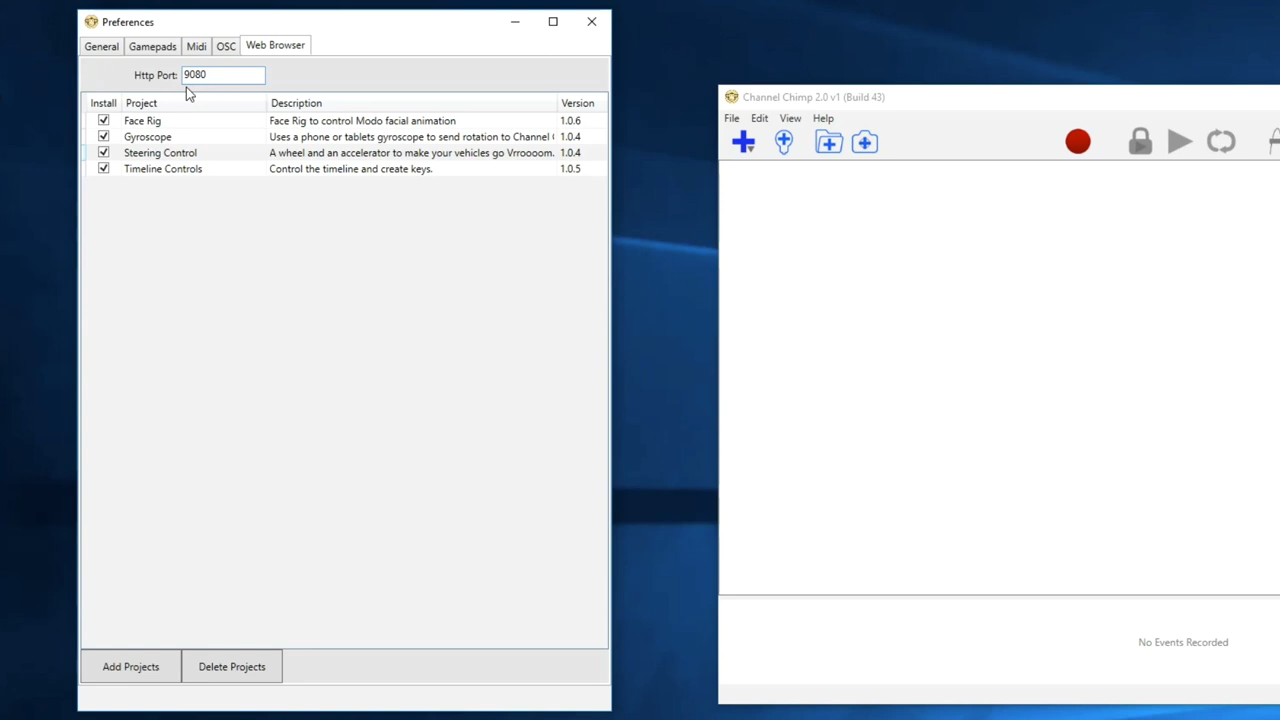 Preferences
General Gamepads Midi OSC Web Browser
Http Port: 9080
Install Project Description Version
Face Rig Face Rig to control Modo facial animation 1.0.6
Gyroscope Uses a phone or tablets gyroscope to send rotation to Channel ( 1.0.4
Steering Control A wheel and an accelerator to make your vehicles go Vrroooom. 1.0.4
Timeline Controls Control the timeline and create keys. 1.0.5
Add Projects Delete Projects
Channel Chimp 2.0 v1 (Build 43)
File Edit View Help
No Events Recorded